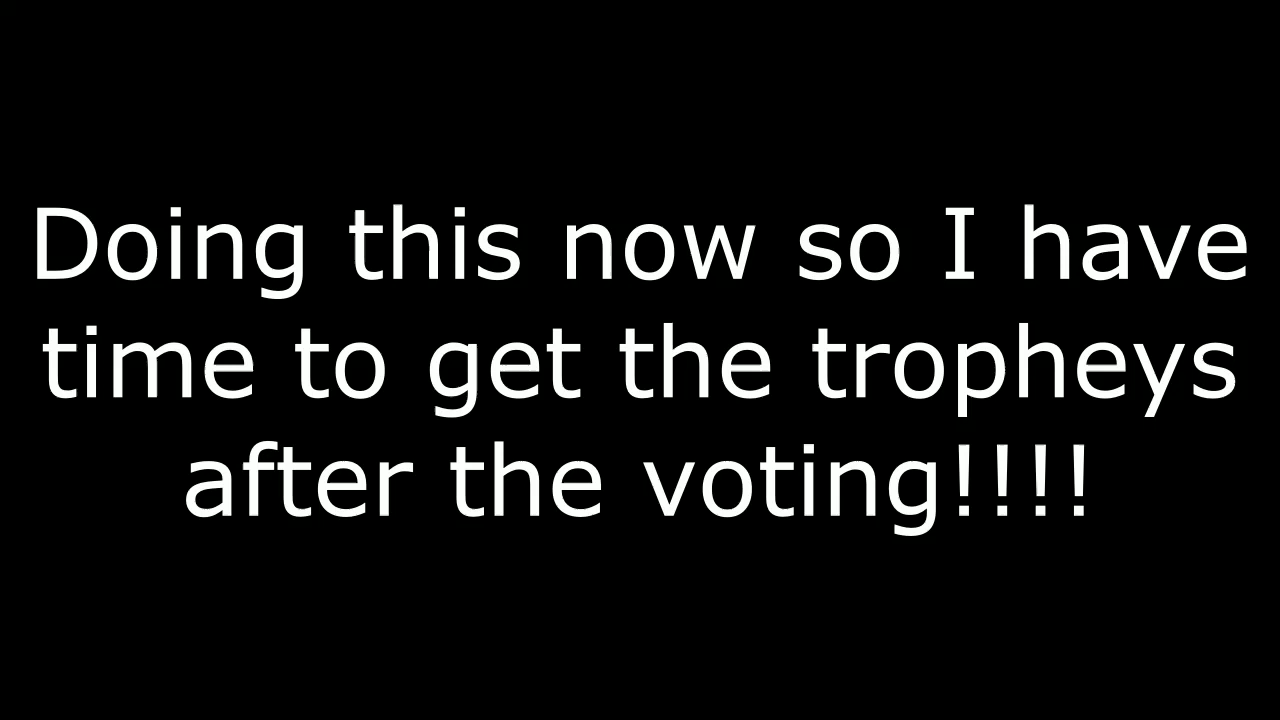 Doing this now so I have
time to get the tropheys
after the voting!!!!